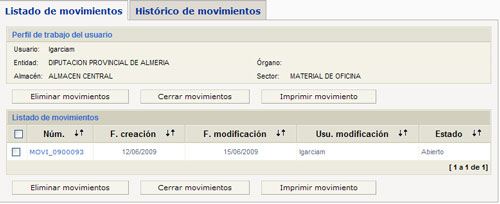 Listado de movimientos Histórico de movimientos
Perfil de trabajo del usuario
Usuario: lgarciam
Entidad: DIPUTACION PROVINCIAL DE ALMERIA Órgano:
Almacén: ALMACEN CENTRAL Sector: MATERIAL DE OFICINA
Eliminar movimientos Cerrar movimientos Imprimir movimiento
Listado de movimientos
Núm. F. creación F. modificación Usu. modificación Estado
MOVI_0900093 12/06/2009 15/06/2009 lgarciam Abierto
[ 1 a 1 de 1]
Eliminar movimientos Cerrar movimientos Imprimir movimiento